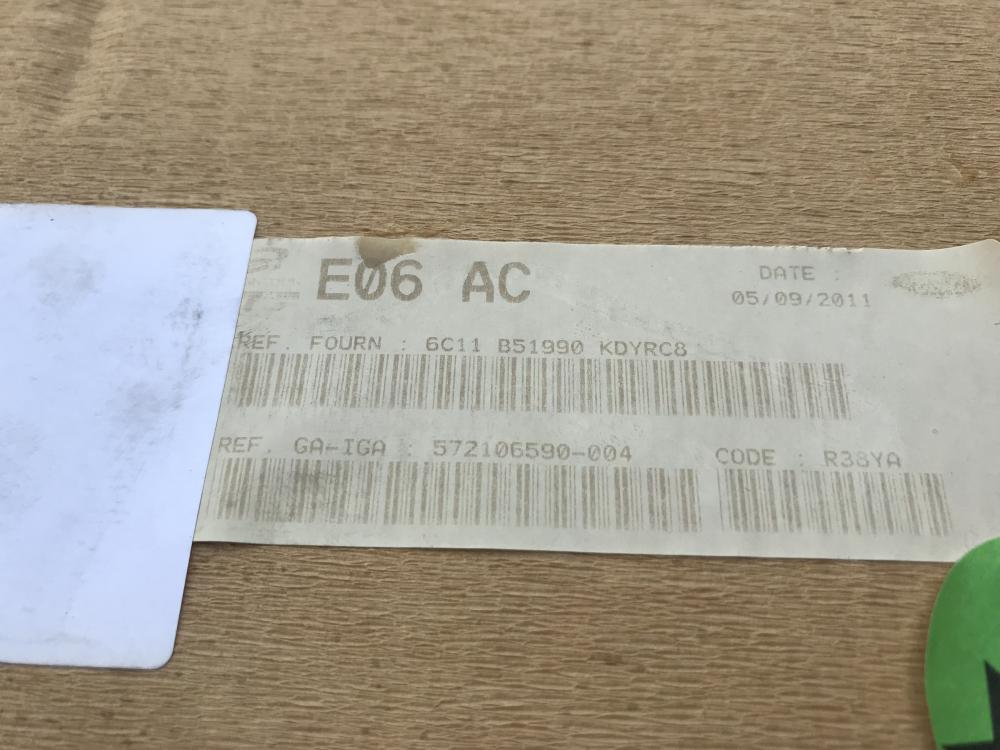 E06 AC
DATE :
05/09/2011
REF. FOURN : 6C11 B51990 KDYRC8
REF. GA-IGA : 572106590-004
CODE : R38YA